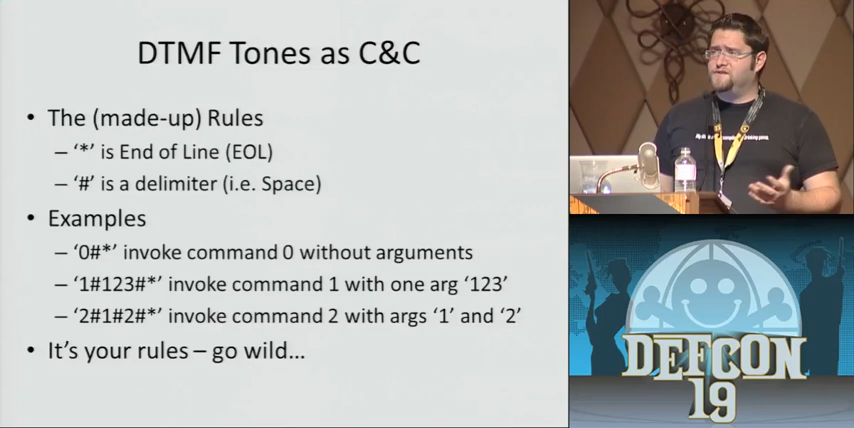 DTMF Tones as C&C
• The (made-up) Rules
– '*' is End of Line (EOL)
– '#' is a delimiter (i.e. Space)
• Examples
– '0#*' invoke command 0 without arguments
– '1#123#*' invoke command 1 with one arg '123'
– '2#1#2#*' invoke command 2 with args '1' and '2'
• It's your rules – go wild…
DEFCON
19